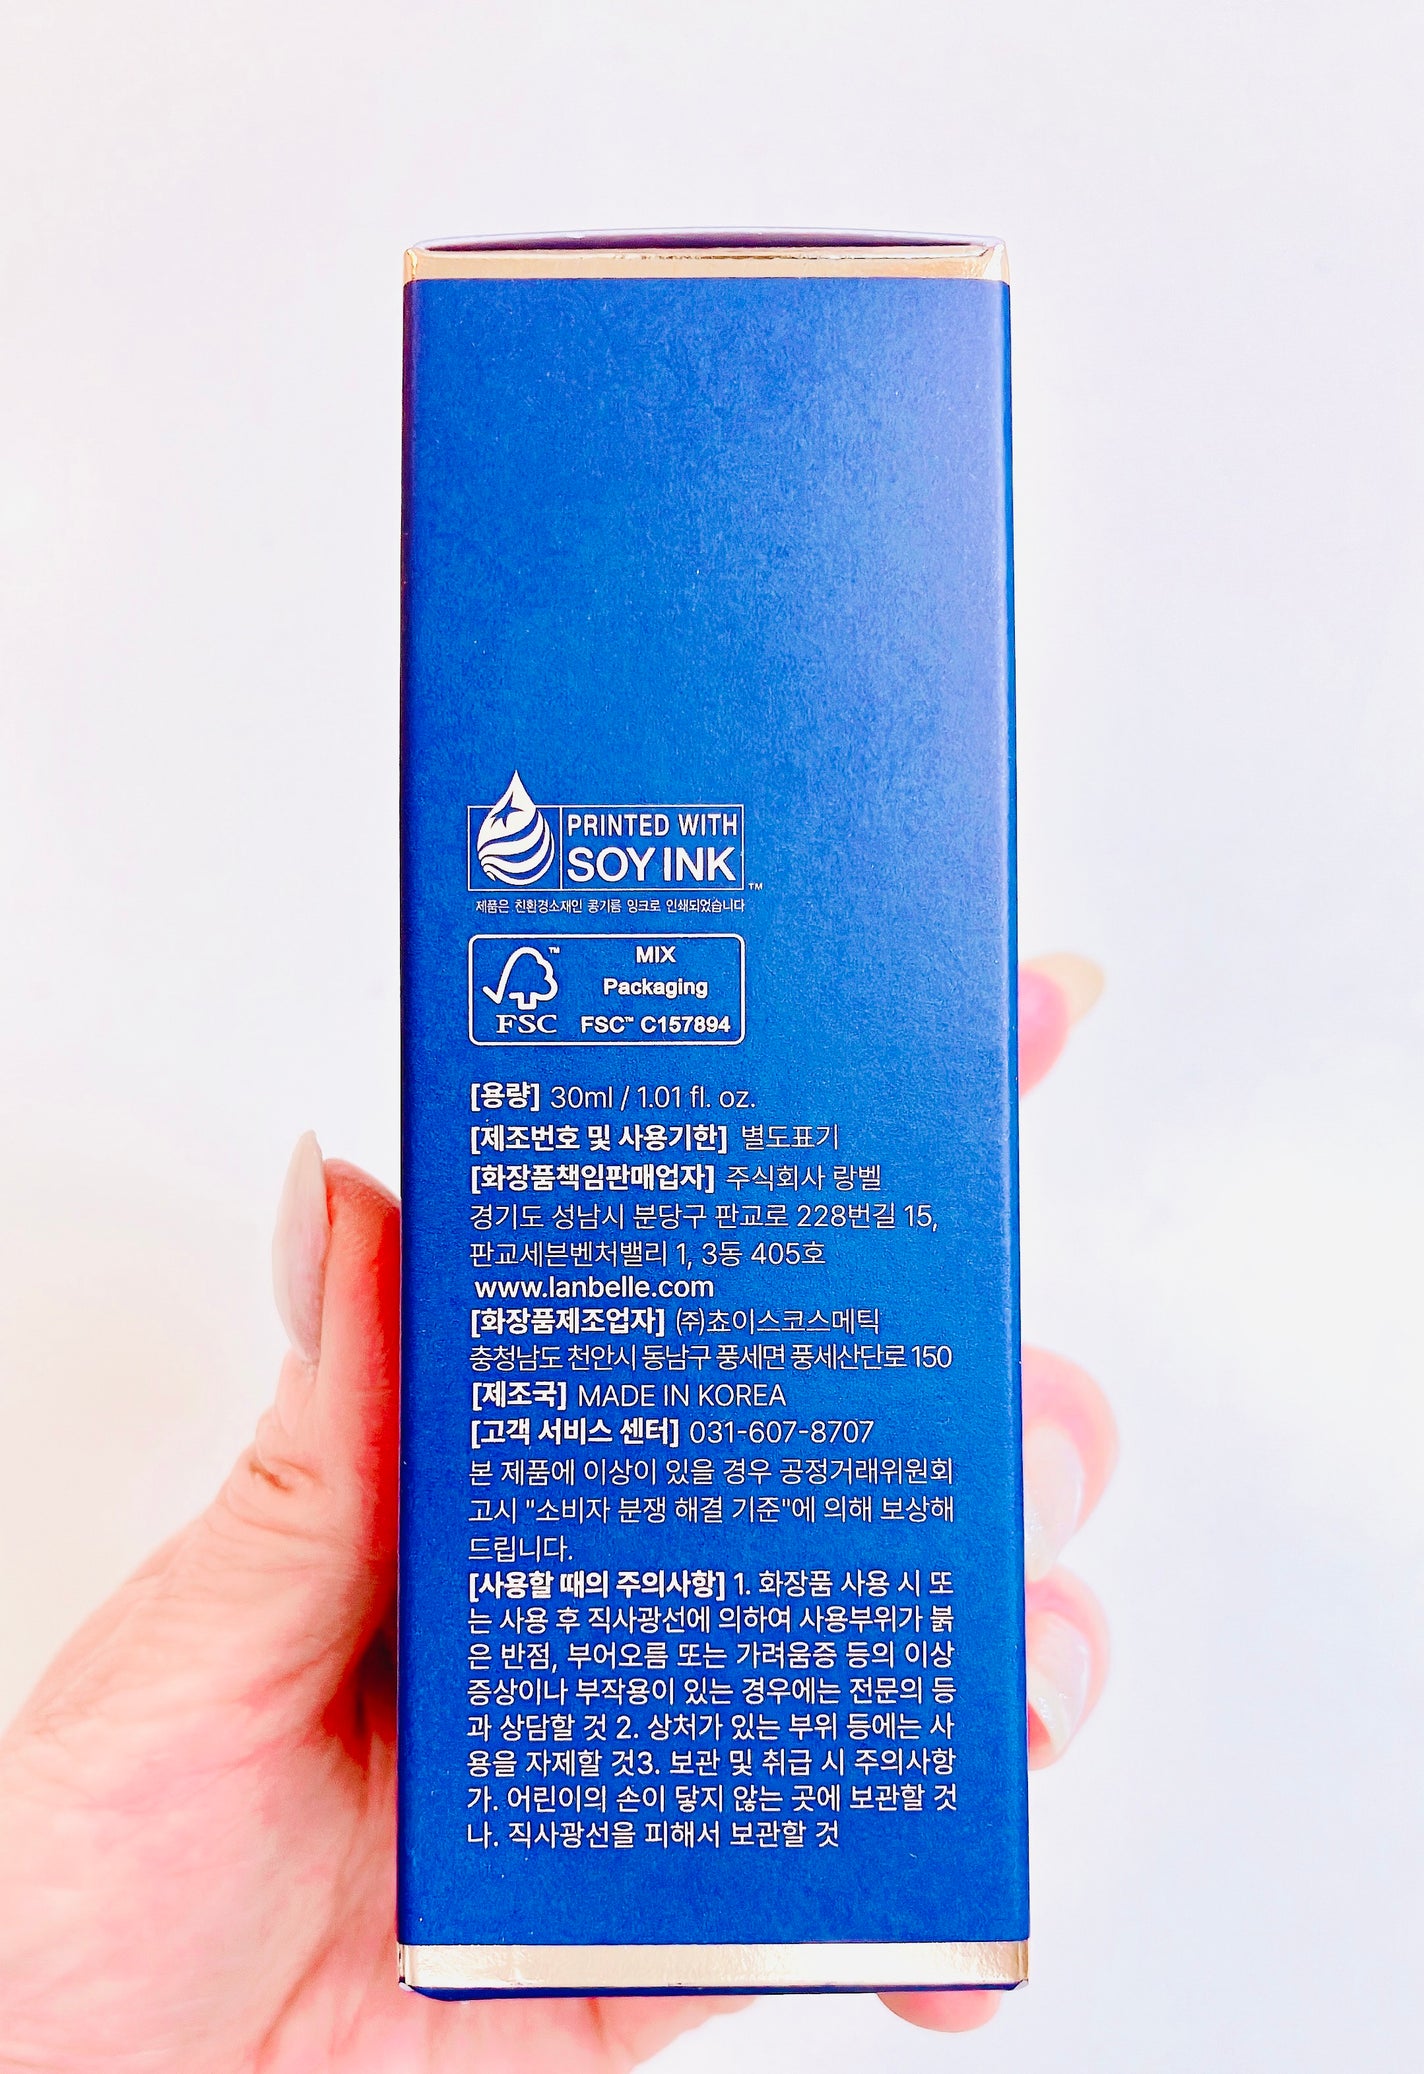 PRINTED WITH
SOY INK
TM
제품은 친환경소재인 콩기름 잉크로 인쇄되었습니다
TM
MIX
Packaging
FSC FSC™ C157894
[용량] 30ml / 1.01 fl. oz.
[제조번호 및 사용기한] 별도표기
[화장품책임판매업자] 주식회사 랑벨
경기도 성남시 분당구 판교로 228번길 15,
판교세븐벤처밸리 1, 3동 405호
www.lanbelle.com
[화장품제조업자] ㈜쵸이스코스메틱
충청남도 천안시 동남구 풍세면 풍세산단로 150
[제조국] MADE IN KOREA
[고객 서비스 센터] 031-607-8707
본 제품에 이상이 있을 경우 공정거래위원회
고시 "소비자 분쟁 해결 기준"에 의해 보상해
드립니다.
[사용할 때의 주의사항] 1. 화장품 사용 시 또
는 사용 후 직사광선에 의하여 사용부위가 붉
은 반점, 부어오름 또는 가려움증 등의 이상
증상이나 부작용이 있는 경우에는 전문의 등
과 상담할 것 2. 상처가 있는 부위 등에는 사
용을 자제할 것3. 보관 및 취급 시 주의사항
가. 어린이의 손이 닿지 않는 곳에 보관할 것
나. 직사광선을 피해서 보관할 것